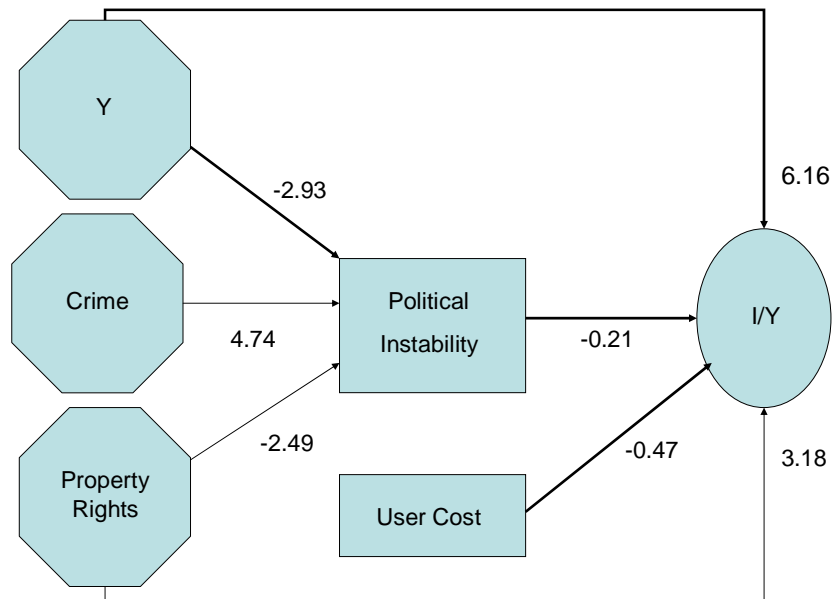 Y
6.16
-2.93
Crime
4.74
Political
Instability
-0.21
I/Y
Property
Rights
-2.49
User Cost
-0.47
3.18